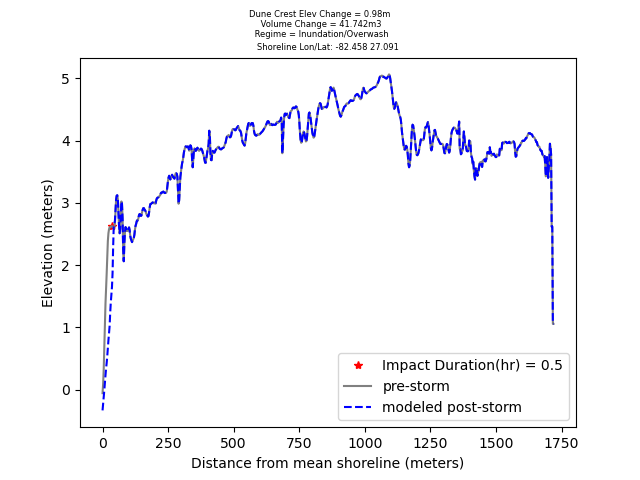 Dune Crest Elev Change = 0.98m
Volume Change = 41.742m3
Regime = Inundation/Overwash
Shoreline Lon/Lat: -82.458 27.091
Elevation (meters)
5
4
3
2
1
0
Impact Duration(hr) = 0.5
pre-storm
modeled post-storm
0 250 500 750 1000 1250 1500 1750
Distance from mean shoreline (meters)